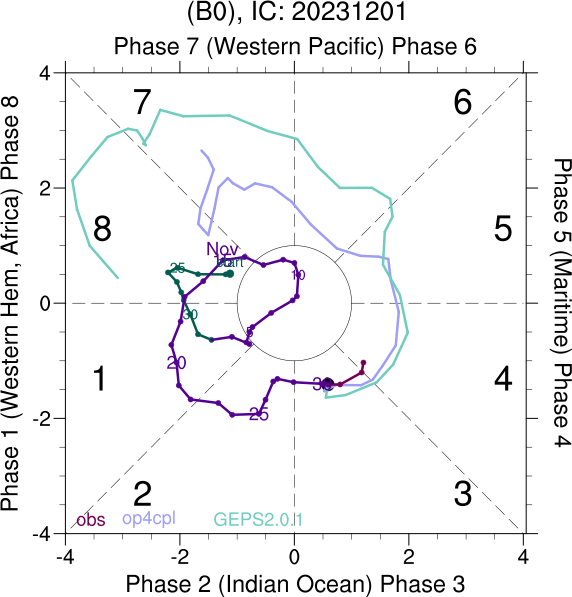 (B0), IC: 20231201
Phase 7 (Western Pacific) Phase 6
4
7
6
2
8
5
Nov
15
start
25
10
0
30
5
1
20
4
30
-2
25
2
3
obs
op4cpl
GEPS2.0.1
-4
-4
-2
0
2
4
Phase 2 (Indian Ocean) Phase 3
Phase 1 (Western Hem, Africa) Phase 8
Phase 5 (Maritime) Phase 4